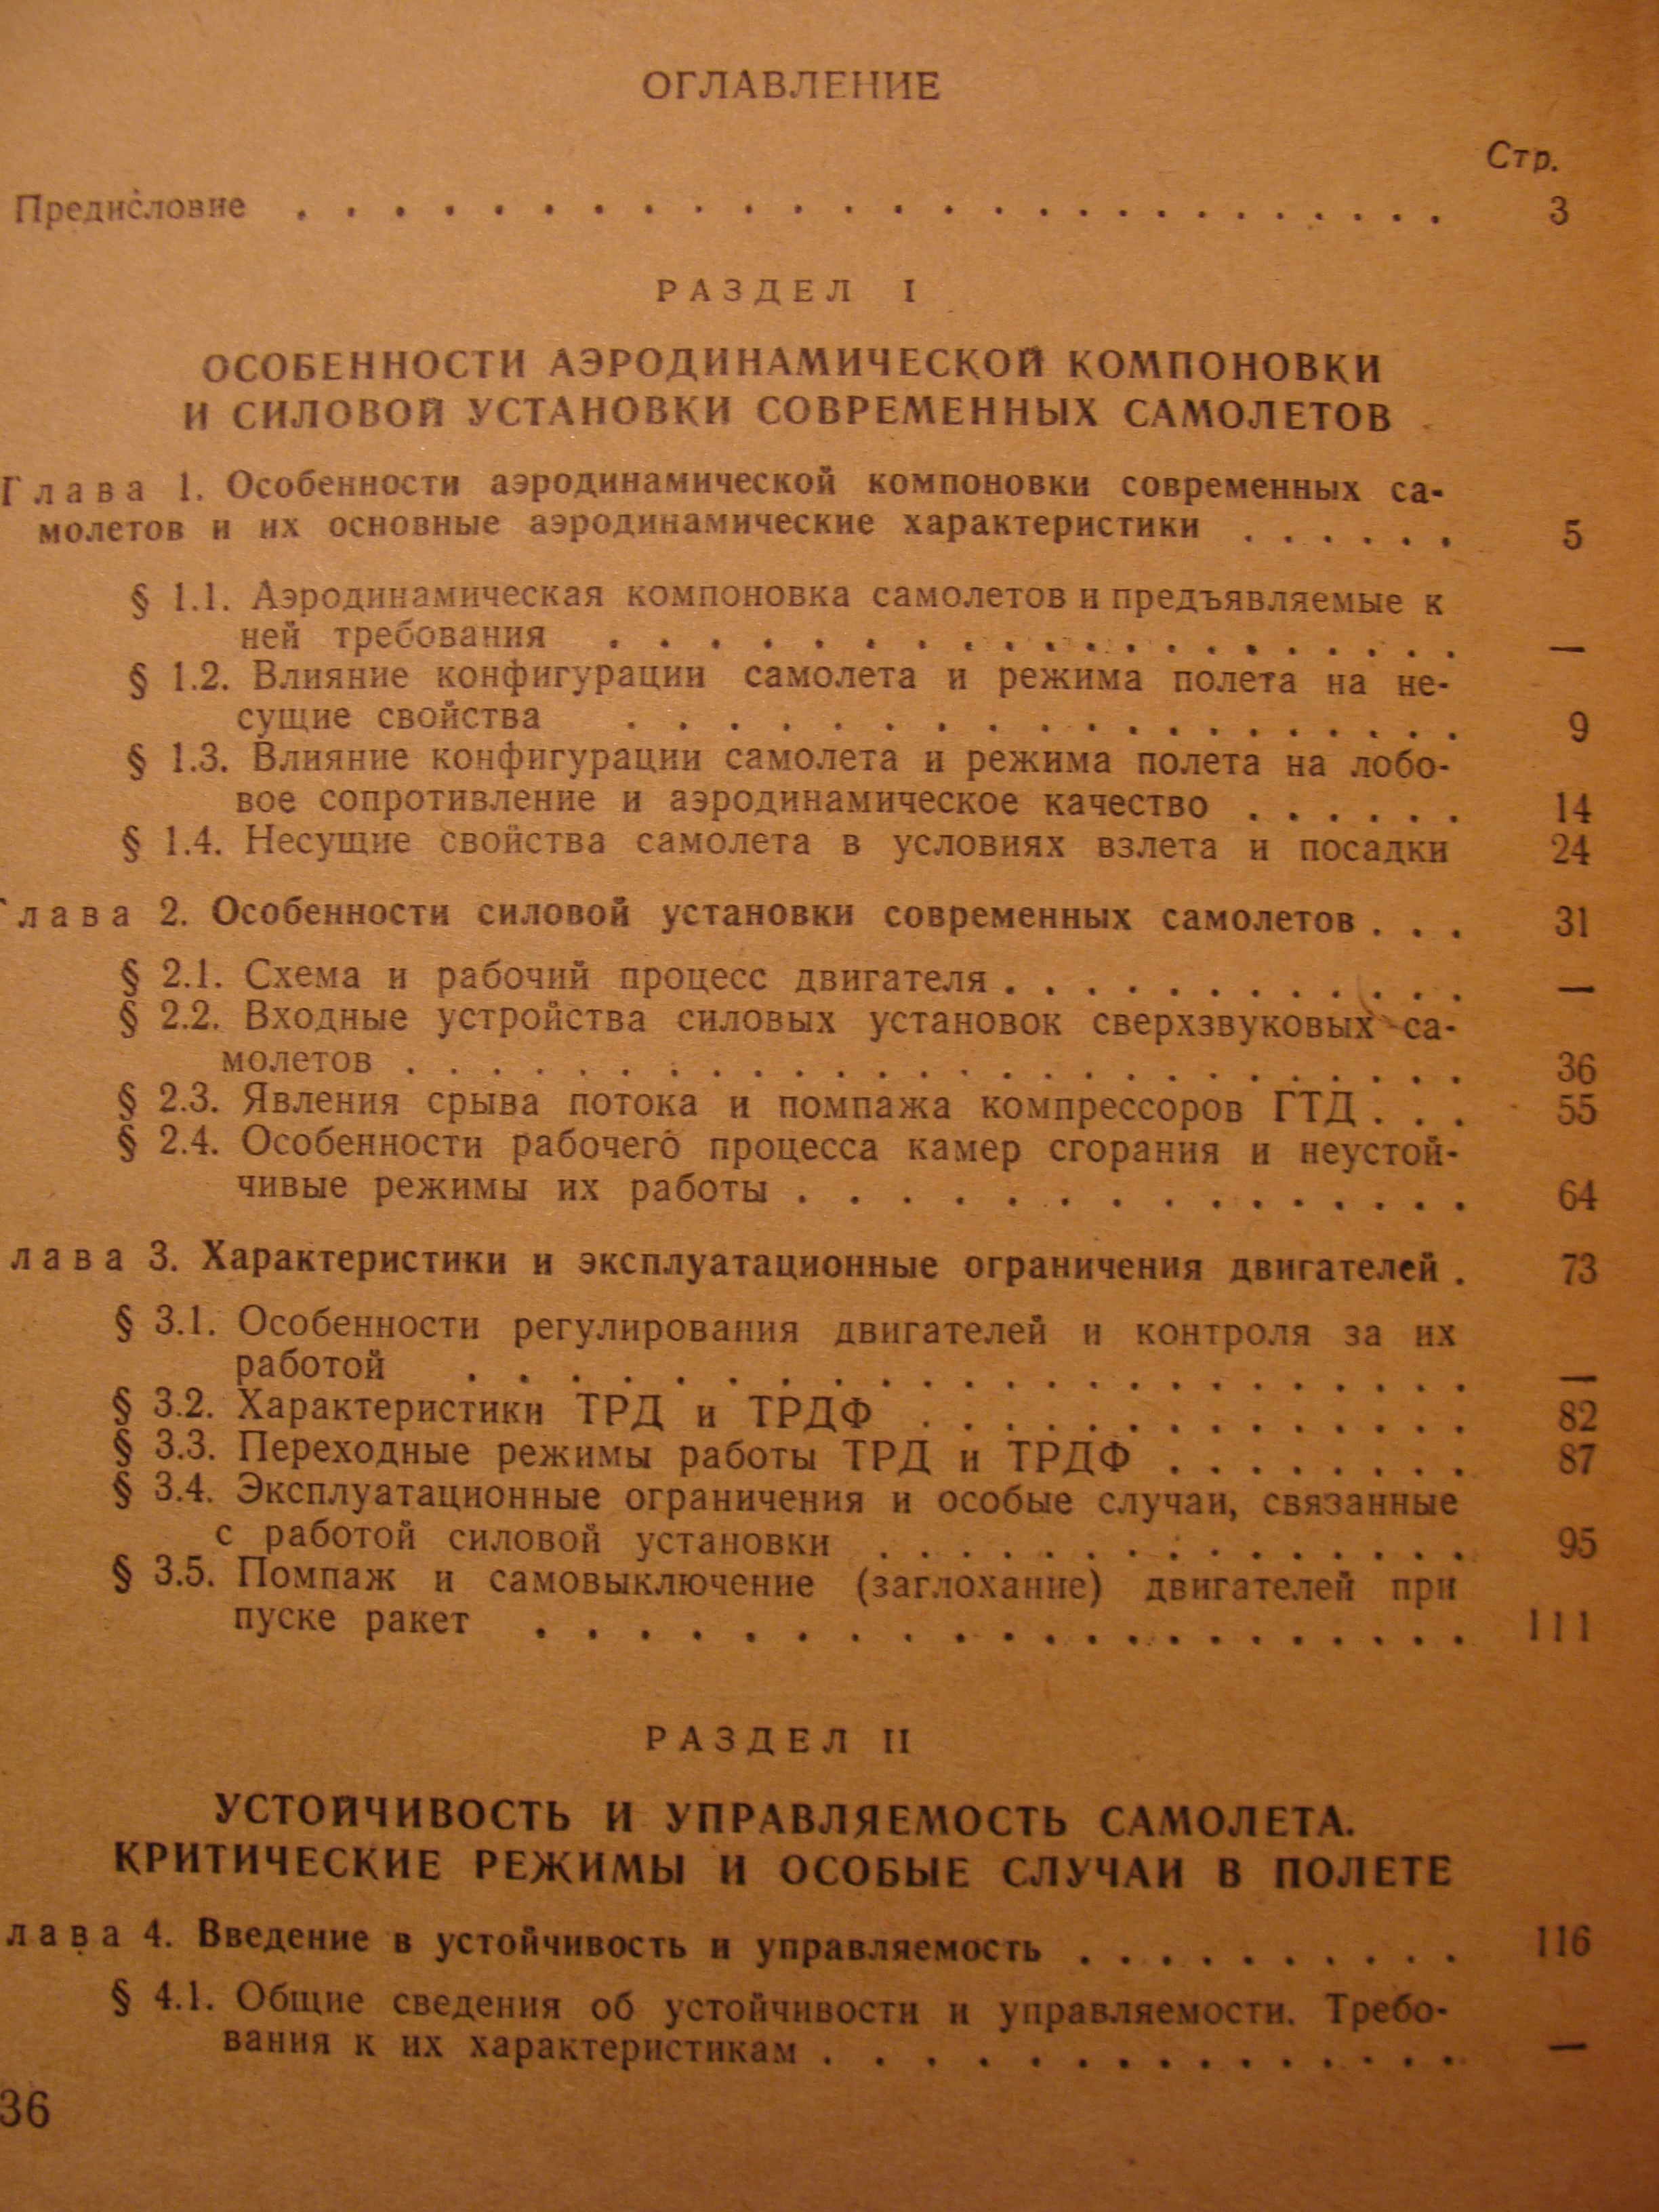 ОГЛАВЛЕНИЕ
Стр.
Предисловие . . . . . . . . . . . . . . . . . . . . . . . . 3
РАЗДЕЛ I
ОСОБЕННОСТИ АЭРОДИНАМИЧЕСКОЙ КОМПОНОВКИ
И СИЛОВОЙ УСТАНОВКИ СОВРЕМЕННЫХ САМОЛЕТОВ
Глава 1. Особенности аэродинамической компоновки современных са-
молетов и их основные аэродинамические характеристики . . . . . . 5
§ 1.1. Аэродинамическая компоновка самолетов и предъявляемые к
ней требования . . . . . . . . . . . . . . . . . —
§ 1.2. Влияние конфигурации самолета и режима полета на не-
сущие свойства . . . . . . . . . . . . . . . . . 9
§ 1.3. Влияние конфигурации самолета и режима полета на лобо-
вое сопротивление и аэродинамическое качество . . . . . . 14
§ 1.4. Несущие свойства самолета в условиях взлета и посадки 24
Глава 2. Особенности силовой установки современных самолетов . . . 31
§ 2.1. Схема и рабочий процесс двигателя . . . . . . . . . . . . —
§ 2.2. Входные устройства силовых установок сверхзвуковых са-
молетов . . . . . . . . . . . . . . . . . . . . . 36
§ 2.3. Явления срыва потока и помпажа компрессоров ГТД . . . 55
§ 2.4. Особенности рабочего процесса камер сгорания и неустой-
чивые режимы их работы . . . . . . . . . . . . . . 64
лава 3. Характеристики и эксплуатационные ограничения двигателей . 73
§ 3.1. Особенности регулирования двигателей и контроля за их
работой . . . . . . . . . . . . . . . . . . . . —
§ 3.2. Характеристики ТРД и ТРДФ . . . . . . . . . . . 82
§ 3.3. Переходные режимы работы ТРД и ТРДФ . . . . . . 87
§ 3.4. Эксплуатационные ограничения и особые случаи, связанные
с работой силовой установки . . . . . . . . . . . . 95
§ 3.5. Помпаж и самовыключение (заглохание) двигателей при
пуске ракет . . . . . . . . . . . . . . . . . . . 111
РАЗДЕЛ II
УСТОЙЧИВОСТЬ И УПРАВЛЯЕМОСТЬ САМОЛЕТА.
КРИТИЧЕСКИЕ РЕЖИМЫ И ОСОБЫЕ СЛУЧАИ В ПОЛЕТЕ
лава 4. Введение в устойчивость и управляемость . . . . . . . . . . 116
§ 4.1. Общие сведения об устойчивости и управляемости. Требо-
вания к их характеристикам . . . . . . . . . . . . . —
36